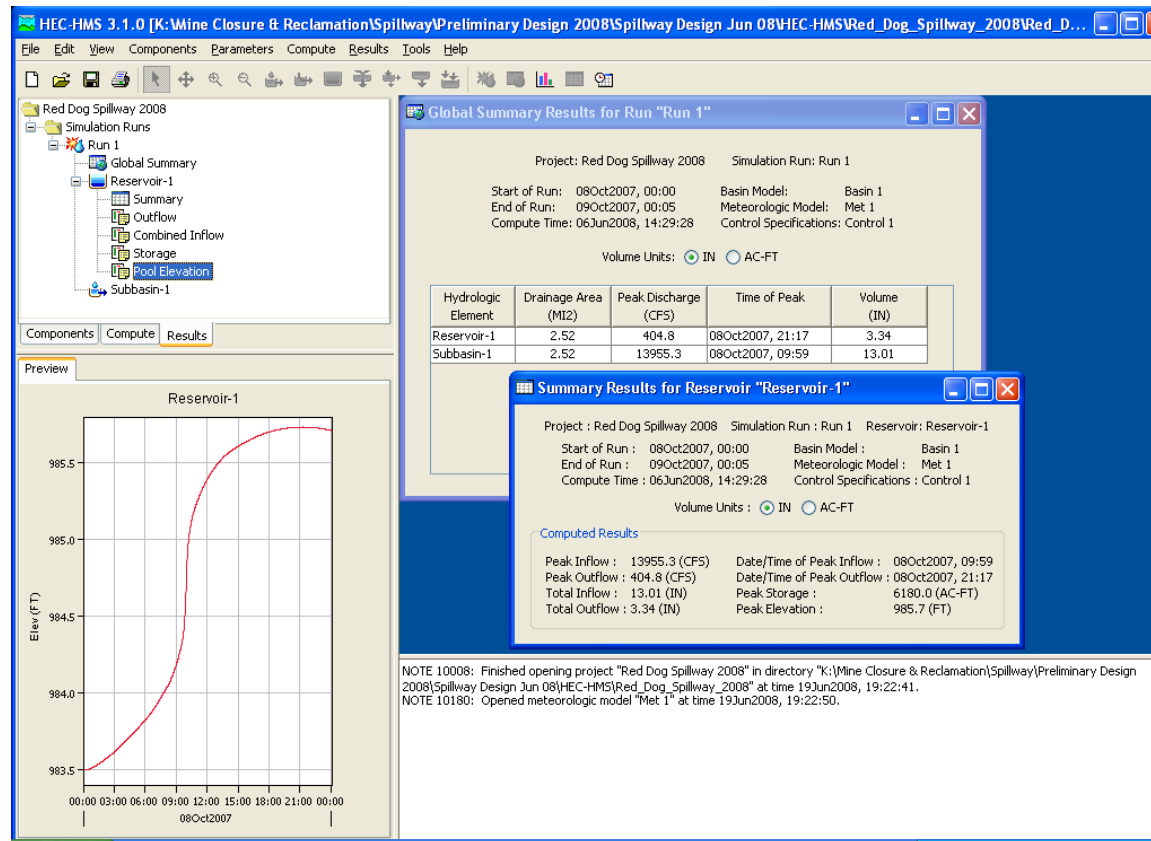 HEC-HMS 3.1.0 [K:\Mine Closure & Reclamation\Spillway\Preliminary Design 2008\Spillway Design Jun 08\HEC-HMS\Red_Dog_Spillway_2008\Red_D...
File Edit View Components Parameters Compute Results Tools Help
Red Dog Spillway 2008
Simulation Runs
Run 1
Global Summary
Reservoir-1
Summary
Outflow
Combined Inflow
Storage
Pool Elevation
Subbasin-1
Components Compute Results
Preview
Reservoir-1
Elev (FT)
985.5
985.0
984.5
984.0
983.5
00:00 03:00 06:00 09:00 12:00 15:00 18:00 21:00 00:00
08Oct2007
Global Summary Results for Run "Run 1"
Project: Red Dog Spillway 2008 Simulation Run: Run 1
Start of Run: 08Oct2007, 00:00 Basin Model: Basin 1
End of Run: 09Oct2007, 00:05 Meteorologic Model: Met 1
Compute Time: 06Jun2008, 14:29:28 Control Specifications: Control 1
Volume Units: IN AC-FT
Hydrologic Drainage Area Peak Discharge Time of Peak Volume
Element (MI2) (CFS) (IN)
Reservoir-1 2.52 404.8 08Oct2007, 21:17 3.34
Subbasin-1 2.52 13955.3 08Oct2007, 09:59 13.01
Summary Results for Reservoir "Reservoir-1"
Project : Red Dog Spillway 2008 Simulation Run : Run 1 Reservoir: Reservoir-1
Start of Run : 08Oct2007, 00:00 Basin Model : Basin 1
End of Run : 09Oct2007, 00:05 Meteorologic Model : Met 1
Compute Time : 06Jun2008, 14:29:28 Control Specifications : Control 1
Volume Units : IN AC-FT
Computed Results
Peak Inflow : 13955.3 (CFS) Date/Time of Peak Inflow : 08Oct2007, 09:59
Peak Outflow : 404.8 (CFS) Date/Time of Peak Outflow : 08Oct2007, 21:17
Total Inflow : 13.01 (IN) Peak Storage : 6180.0 (AC-FT)
Total Outflow : 3.34 (IN) Peak Elevation : 985.7 (FT)
NOTE 10008: Finished opening project "Red Dog Spillway 2008" in directory "K:\Mine Closure & Reclamation\Spillway\Preliminary Design
2008\Spillway Design Jun 08\HEC-HMS\Red_Dog_Spillway_2008" at time 19Jun2008, 19:22:41.
NOTE 10180: Opened meteorologic model "Met 1" at time 19Jun2008, 19:22:50.